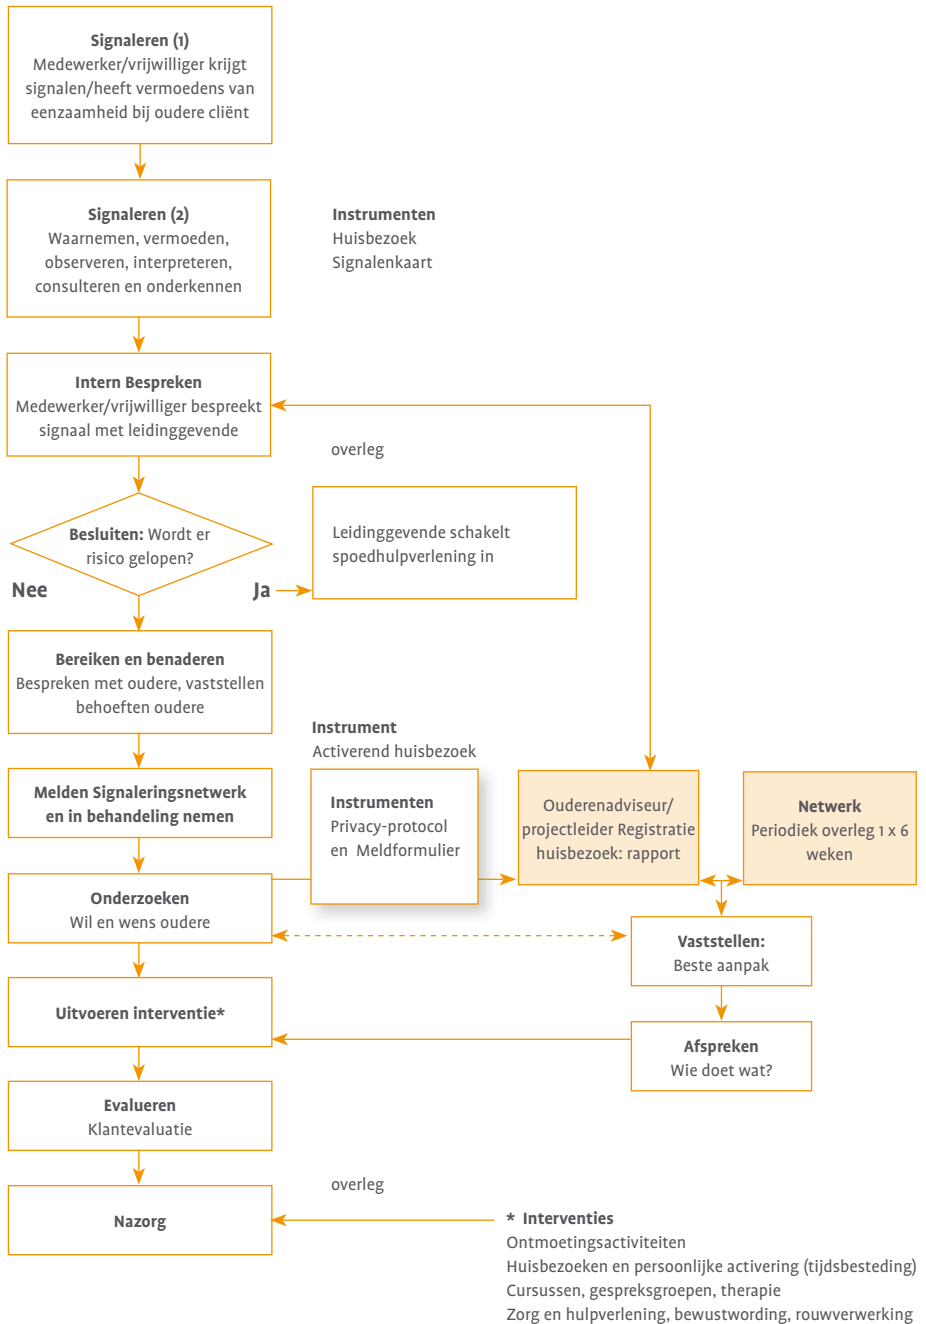 Signaleren (1)
Medewerker/vrijwilliger krijgt
signalen/heeft vermoedens van
eenzaamheid bij oudere cliënt
Signaleren (2)
Waarnemen, vermoeden,
observeren, interpreteren,
consulteren en onderkennen
Instrumenten
Huisbezoek
Signalenkaart
Intern Bespreken
Medewerker/vrijwilliger bespreekt
signaal met leidinggevende
overleg
Besluiten: Wordt er
risico gelopen?
Nee
Ja
Leidinggevende schakelt
spoedhulpverlening in
Bereiken en benaderen
Bespreken met oudere, vaststellen
behoeften oudere
Instrument
Activerend huisbezoek
Melden Signaleringsnetwerk
en in behandeling nemen
Instrumenten
Privacy-protocol
en Meldformulier
Ouderenadviseur/
projectleider Registratie
huisbezoek: rapport
Netwerk
Periodiek overleg 1 x 6
weken
Onderzoeken
Wil en wens oudere
Vaststellen:
Beste aanpak
Uitvoeren interventie*
Afspreken
Wie doet wat?
Evalueren
Klantevaluatie
overleg
Nazorg
* Interventies
Ontmoetingsactiviteiten
Huisbezoeken en persoonlijke activering (tijdsbesteding)
Cursussen, gespreksgroepen, therapie
Zorg en hulpverlening, bewustwording, rouwverwerking